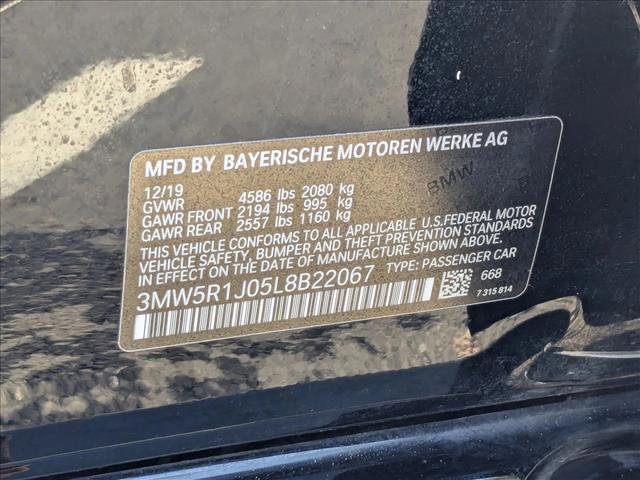 MFD BY BAYERISCHE MOTOREN WERKE AG
12/19
GVWR 4586 lbs 2080 kg
GAWR FRONT 2194 lbs 995 kg
GAWR REAR 2557 lbs 1160 kg
BMW
THIS VEHICLE CONFORMS TO ALL APPLICABLE U.S.FEDERAL MOTOR
VEHICLE SAFETY, BUMPER AND THEFT PREVENTION STANDARDS
IN EFFECT ON THE DATE OF MANUFACTURE SHOWN ABOVE.
3MW5R1J05L8B22067 TYPE: PASSENGER CAR
668
7 315 814